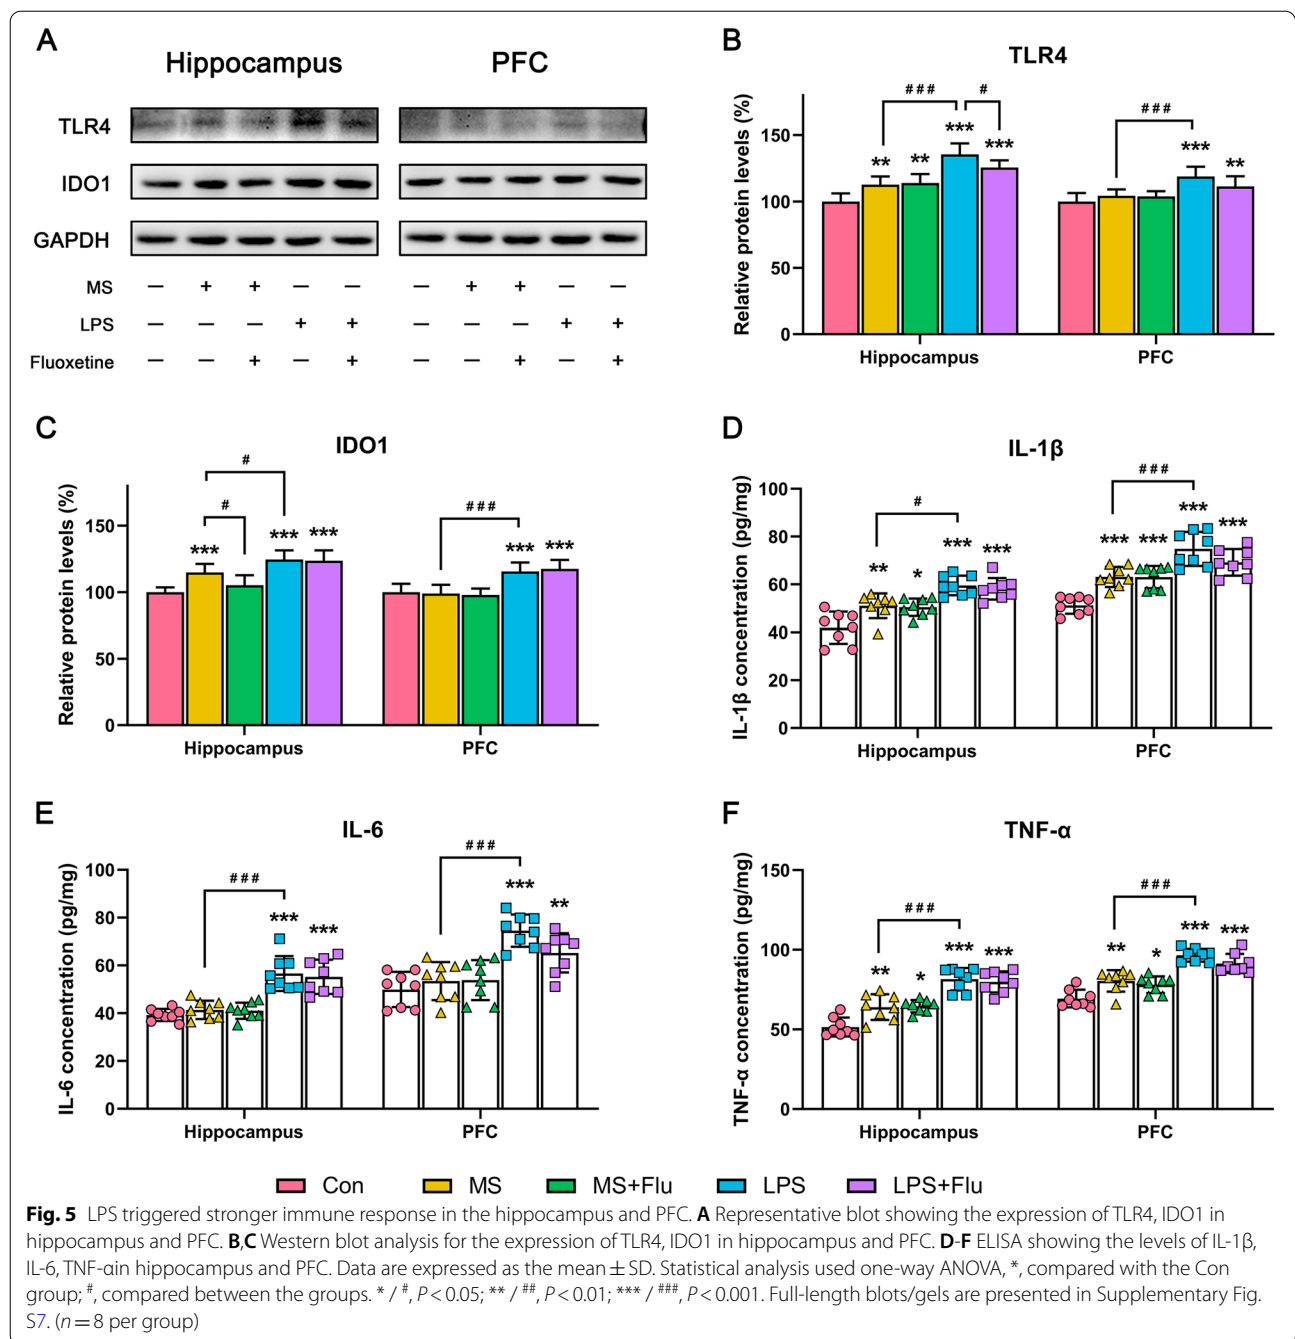 A
Hippocampus PFC
TLR4
IDO1
GAPDH
MS — + + — — — + + — —
LPS — — — + + — — — + +
Fluoxetine — — + — + — — + — +
B
TLR4
Relative protein levels (%)
150
100
50
0
### #
** ** *** ***
###
*** **
Hippocampus PFC
C
IDO1
Relative protein levels (%)
150
100
50
0
#
#
*** *** ***
###
*** ***
Hippocampus PFC
D
IL-1β
IL-1β concentration (pg/mg)
100
80
60
40
20
0
#
** * *** ***
###
*** *** *** ***
Hippocampus PFC
E
IL-6
IL-6 concentration (pg/mg)
100
80
60
40
20
0
###
*** ***
###
*** **
Hippocampus PFC
F
TNF-α
TNF-α concentration (pg/mg)
150
100
50
0
###
** * *** ***
###
** * *** ***
Hippocampus PFC
Con MS MS+Flu LPS LPS+Flu
Fig. 5 LPS triggered stronger immune response in the hippocampus and PFC. A Representative blot showing the expression of TLR4, IDO1 in
hippocampus and PFC. B,C Western blot analysis for the expression of TLR4, IDO1 in hippocampus and PFC. D-F ELISA showing the levels of IL-1β,
IL-6, TNF-αin hippocampus and PFC. Data are expressed as the mean ± SD. Statistical analysis used one-way ANOVA, *, compared with the Con
group; #, compared between the groups. * / #, P < 0.05; ** / ##, P < 0.01; *** / ###, P < 0.001. Full-length blots/gels are presented in Supplementary Fig.
S7. (n = 8 per group)